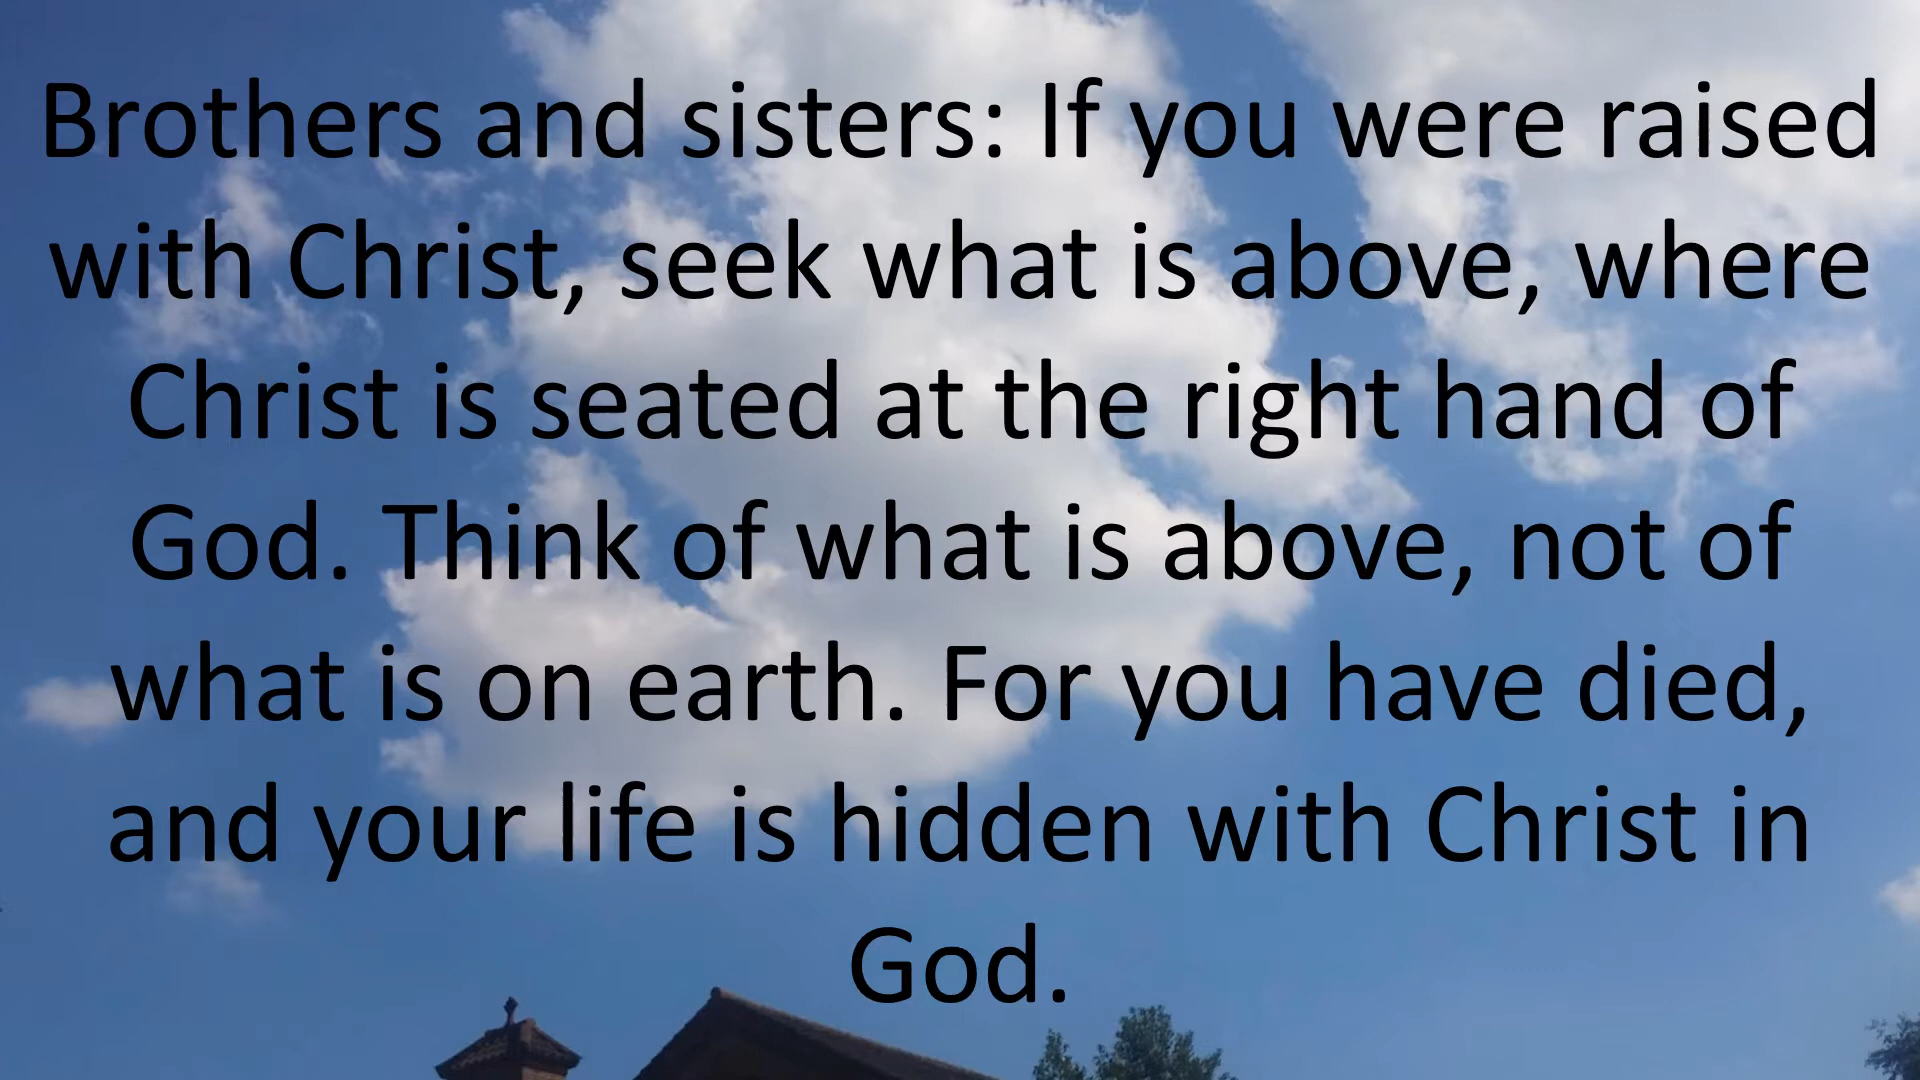 Brothers and sisters: If you were raised
with Christ, seek what is above, where
Christ is seated at the right hand of
God. Think of what is above, not of
what is on earth. For you have died,
and your life is hidden with Christ in
God.